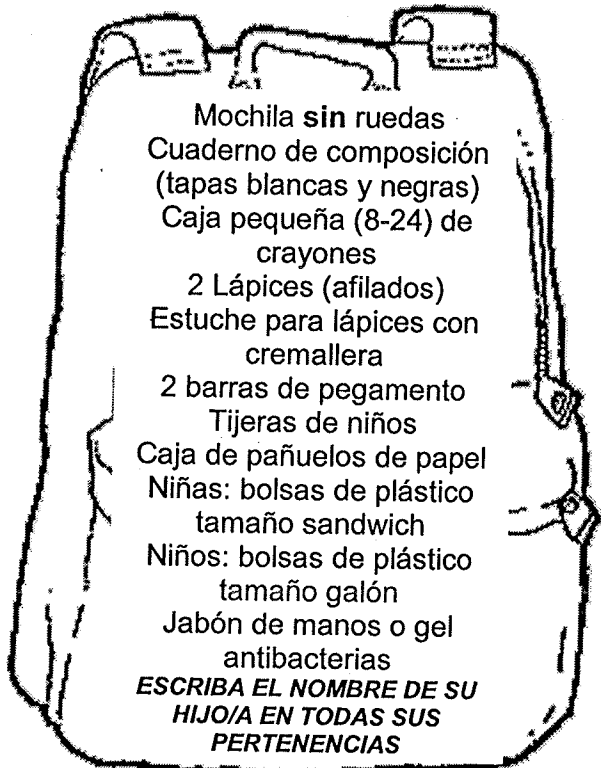 Mochila sin ruedas
Cuaderno de composición
(tapas blancas y negras)
Caja pequeña (8-24) de
crayones
2 Lápices (afilados)
Estuche para lápices con
cremallera
2 barras de pegamento
Tijeras de niños
Caja de pañuelos de papel
Niñas: bolsas de plástico
tamaño sandwich
Niños: bolsas de plástico
tamaño galón
Jabón de manos o gel
antibacterias
ESCRIBA EL NOMBRE DE SU
HIJO/A EN TODAS SUS
PERTENENCIAS